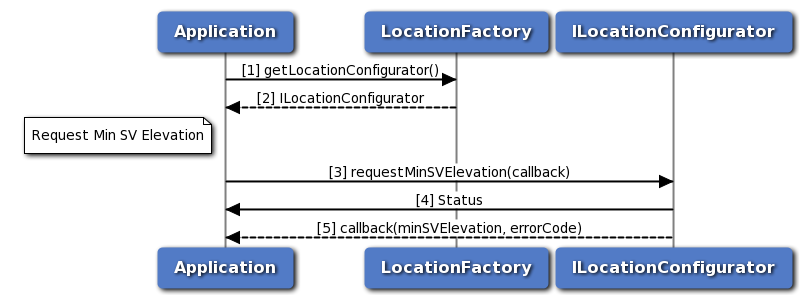 Application
LocationFactory
ILocationConfigurator
[1] getLocationConfigurator()
[2] ILocationConfigurator
Request Min SV Elevation
[3] requestMinSVElevation(callback)
[4] Status
[5] callback(minSVElevation, errorCode)
Application
LocationFactory
ILocationConfigurator